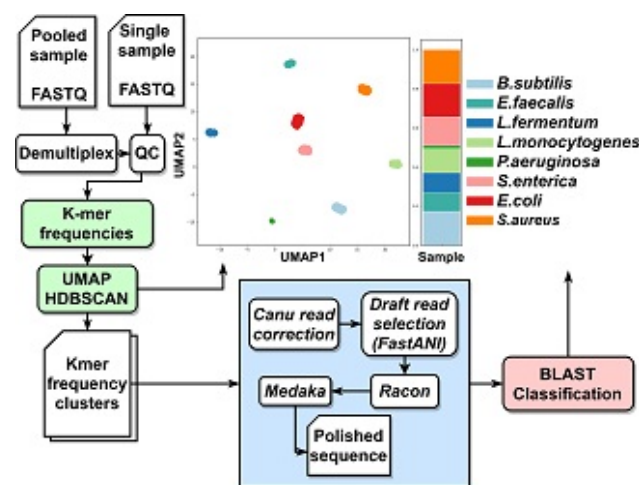 Pooled
sample
FASTQ
Single
sample
FASTQ
Demultiplex
QC
K-mer
frequencies
UMAP
HDBSCAN
Kmer
frequency
clusters
UMAP2
UMAP1
Sample
B.subtilis
E.faecalis
L.fermentum
L.monocytogenes
P.aeruginosa
S.enterica
E.coli
S.aureus
Canu read
correction
Draft read
selection
(FastANI)
Medaka
Racon
Polished
sequence
BLAST
Classification